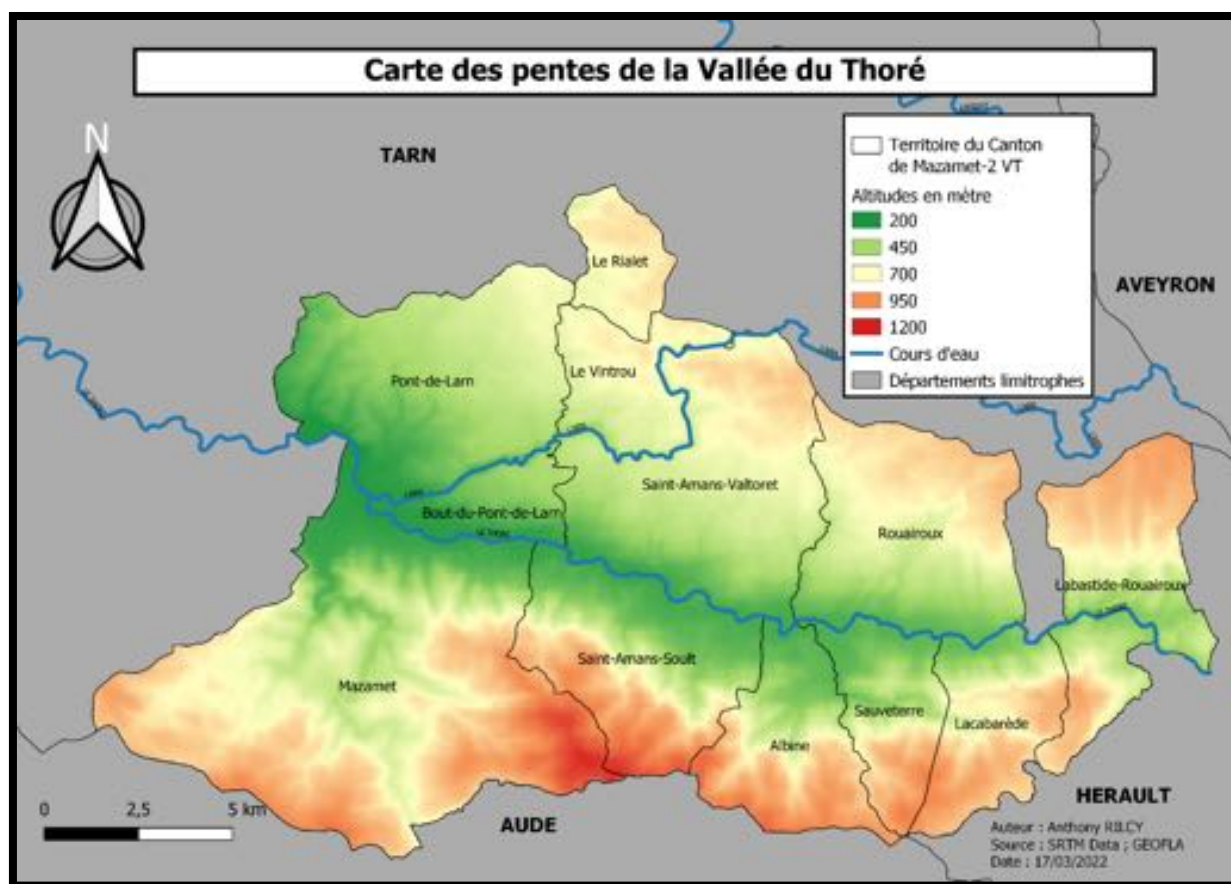 Carte des pentes de la Vallée du Thoré
N
TARN
Territoire du Canton
de Mazamet-2 VT
Altitudes en mètre
200
450
700
950
1200
Cours d'eau
Départements limitrophes
AVEYRON
Le Rialet
Pont-de-Larn
Le Vintrou
Saint-Amans-Valtoret
Bout-du-Pont-de-Larn
Rouairoux
Labastide-Rouairoux
Saint-Amans-Soult
Mazamet
Sauveterre
Lacabarède
Albine
0 2,5 5 km
AUDE
HERAULT
Auteur : Anthony
Source : SRTM Data ; GEOFLA
Date : 17/03/2022